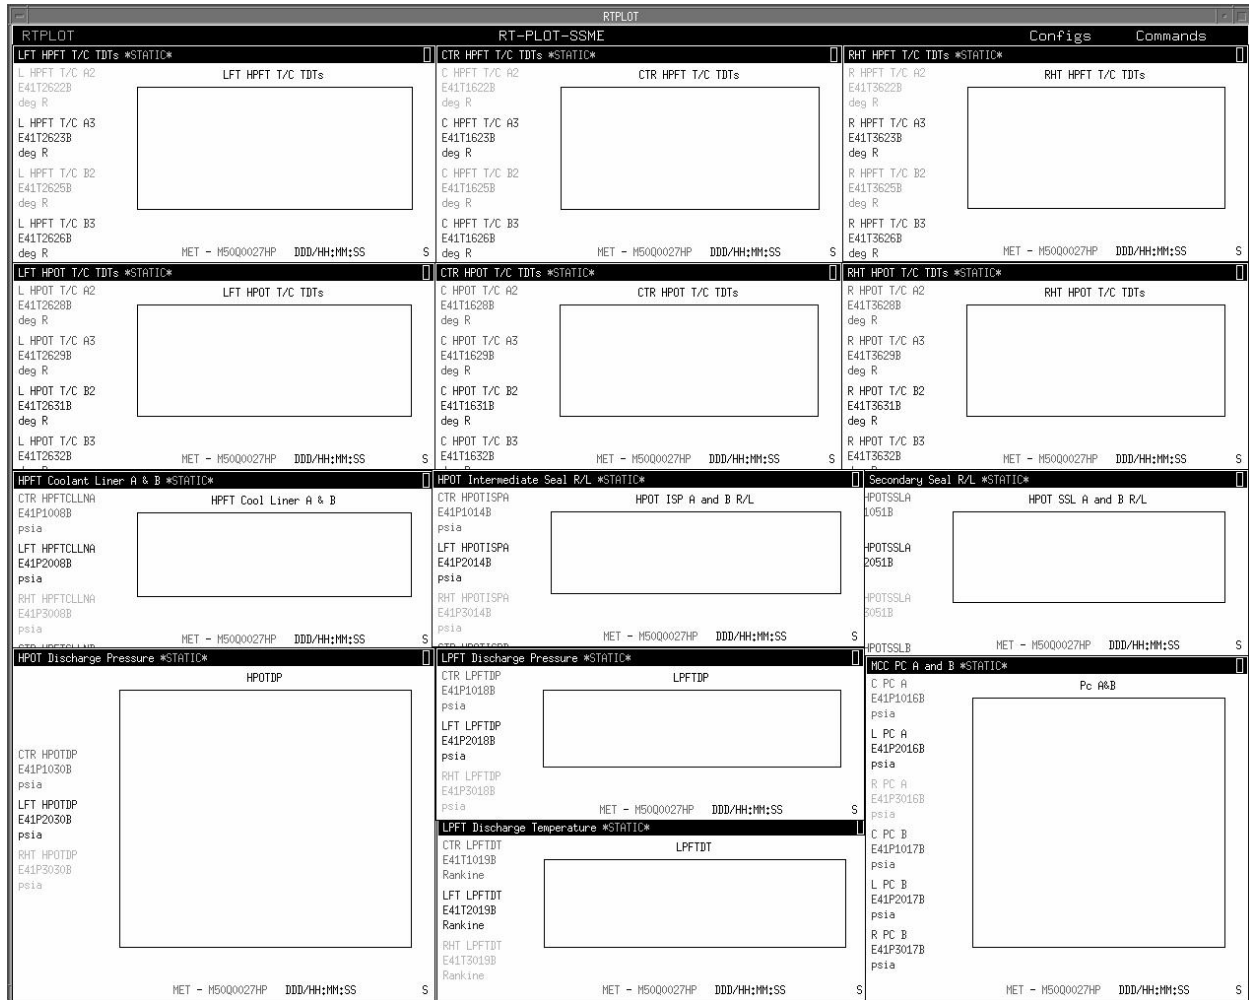 RTPLOT
RTPLOT RT-PLOT-SSME Configs Commands
LFT HPFT T/C TDTs *STATIC*
L HPFT T/C A2
E41T2622B
deg R
L HPFT T/C A3
E41T2623B
deg R
L HPFT T/C B2
E41T2625B
deg R
L HPFT T/C B3
E41T2626B
deg R
LFT HPFT T/C TDTs
MET - M50Q0027HP DDD/HH:MM:SS S
CTR HPFT T/C TDTs *STATIC*
C HPFT T/C A2
E41T1622B
deg R
C HPFT T/C A3
E41T1623B
deg R
C HPFT T/C B2
E41T1625B
deg R
C HPFT T/C B3
E41T1626B
deg R
CTR HPFT T/C TDTs
MET - M50Q0027HP DDD/HH:MM:SS S
RHT HPFT T/C TDTs *STATIC*
R HPFT T/C A2
E41T3622B
deg R
R HPFT T/C A3
E41T3623B
deg R
R HPFT T/C B2
E41T3625B
deg R
R HPFT T/C B3
E41T3626B
deg R
RHT HPFT T/C TDTs
MET - M50Q0027HP DDD/HH:MM:SS S
LFT HPOT T/C TDTs *STATIC*
L HPOT T/C A2
E41T2628B
deg R
L HPOT T/C A3
E41T2629B
deg R
L HPOT T/C B2
E41T2631B
deg R
L HPOT T/C B3
E41T2632B
LFT HPOT T/C TDTs
MET - M50Q0027HP DDD/HH:MM:SS S
CTR HPOT T/C TDTs *STATIC*
C HPOT T/C A2
E41T1628B
deg R
C HPOT T/C A3
E41T1629B
deg R
C HPOT T/C B2
E41T1631B
deg R
C HPOT T/C B3
E41T1632B
CTR HPOT T/C TDTs
MET - M50Q0027HP DDD/HH:MM:SS S
RHT HPOT T/C TDTs *STATIC*
R HPOT T/C A2
E41T3628B
deg R
R HPOT T/C A3
E41T3629B
deg R
R HPOT T/C B2
E41T3631B
deg R
R HPOT T/C B3
E41T3632B
RHT HPOT T/C TDTs
MET - M50Q0027HP DDD/HH:MM:SS S
HPFT Coolant Liner A & B *STATIC*
CTR HPFTCLLNA
E41P1008B
psia
LFT HPFTCLLNA
E41P2008B
psia
RHT HPFTCLLNA
E41P3008B
psia
HPFT Cool Liner A & B
MET - M50Q0027HP DDD/HH:MM:SS S
HPOT Intermediate Seal R/L *STATIC*
CTR HPOTISPA
E41P1014B
psia
LFT HPOTISPA
E41P2014B
psia
RHT HPOTISPA
E41P3014B
psia
CTR HPOTISPB
HPOT ISP A and B R/L
MET - M50Q0027HP DDD/HH:MM:SS S
Secondary Seal R/L *STATIC*
HPOTSSLA
1051B
HPOTSSLA
2051B
HPOTSSLA
3051B
HPOTSSLB
HPOT SSL A and B R/L
MET - M50Q0027HP DDD/HH:MM:SS S
HPOT Discharge Pressure *STATIC*
HPOTDP
CTR HPOTDP
E41P1030B
psia
LFT HPOTDP
E41P2030B
psia
RHT HPOTDP
E41P3030B
psia
MET - M50Q0027HP DDD/HH:MM:SS S
LPFT Discharge Pressure *STATIC*
CTR LPFTDP
E41P1018B
psia
LFT LPFTDP
E41P2018B
psia
RHT LPFTDP
E41P3018B
psia
LPFTDP
MET - M50Q0027HP DDD/HH:MM:SS S
LPFT Discharge Temperature *STATIC*
CTR LPFTDT
E41T1019B
Rankine
LFT LPFTDT
E41T2019B
Rankine
RHT LPFTDT
E41T3019B
Rankine
LPFTDT
MET - M50Q0027HP DDD/HH:MM:SS S
MCC PC A and B *STATIC*
C PC A
E41P1016B
psia
L PC A
E41P2016B
psia
R PC A
E41P3016B
psia
C PC B
E41P1017B
psia
L PC B
E41P2017B
psia
R PC B
E41P3017B
psia
Pc A&B
MET - M50Q0027HP DDD/HH:MM:SS S